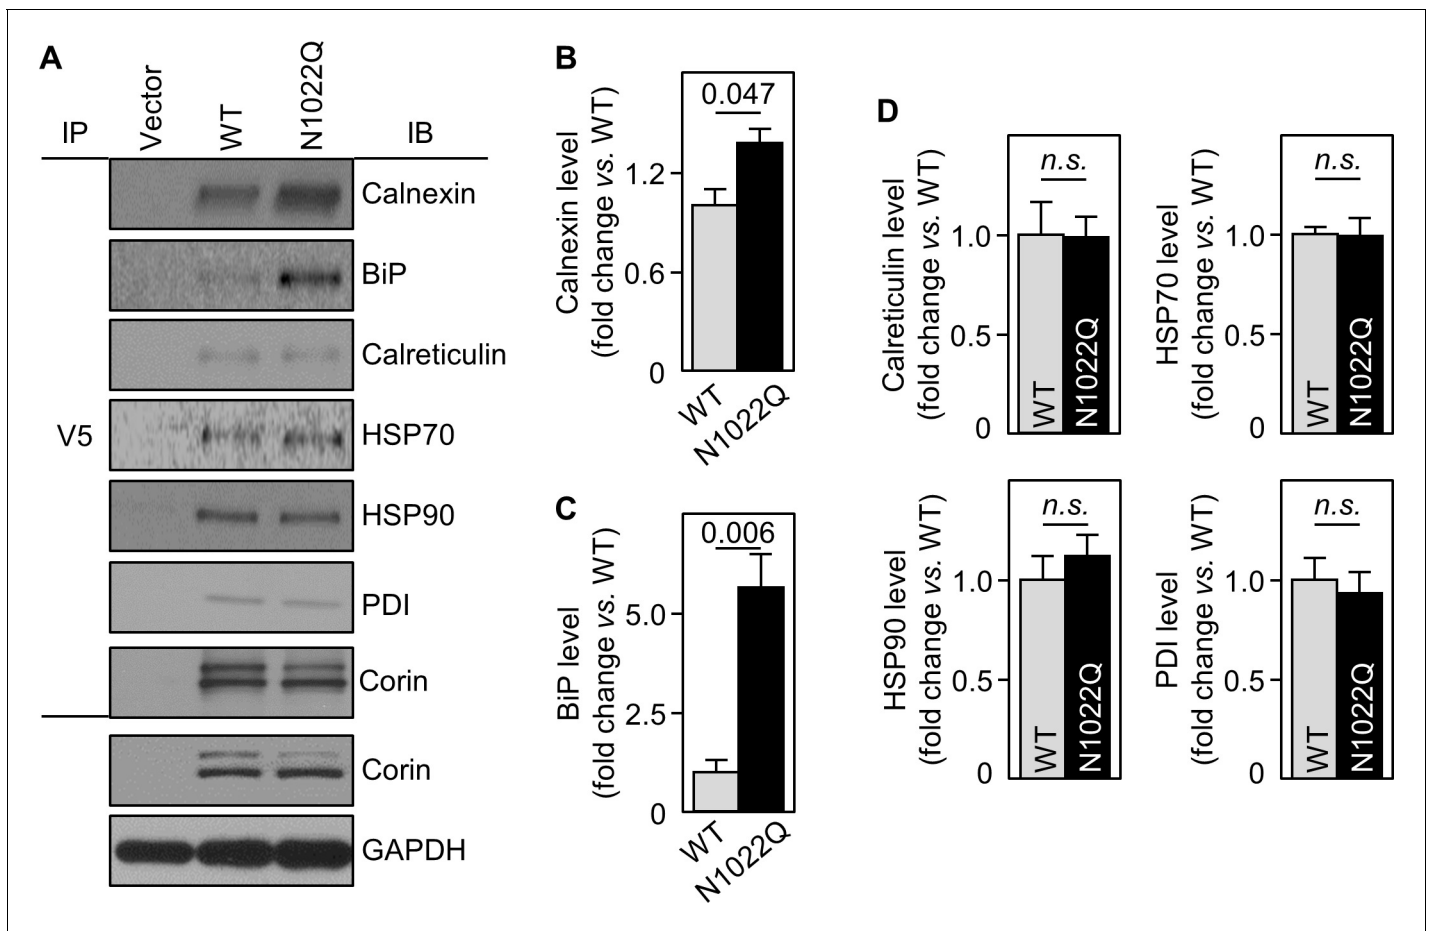 A
IP
Vector
WT
N1022Q
IB
Calnexin
BiP
Calreticulin
V5
HSP70
HSP90
PDI
Corin
Corin
GAPDH
B
Calnexin level
(fold change vs. WT)
0.047
1.2
0.6
0
WT
N1022Q
C
BiP level
(fold change vs. WT)
0.006
5.0
2.5
0
WT
N1022Q
D
Calreticulin level
(fold change vs. WT)
n.s.
1.0
0.5
0
WT
N1022Q
HSP70 level
(fold change vs. WT)
n.s.
1.0
0.5
0
WT
N1022Q
HSP90 level
(fold change vs. WT)
n.s.
1.0
0.5
0
WT
N1022Q
PDI level
(fold change vs. WT)
n.s.
1.0
0.5
0
WT
N1022Q